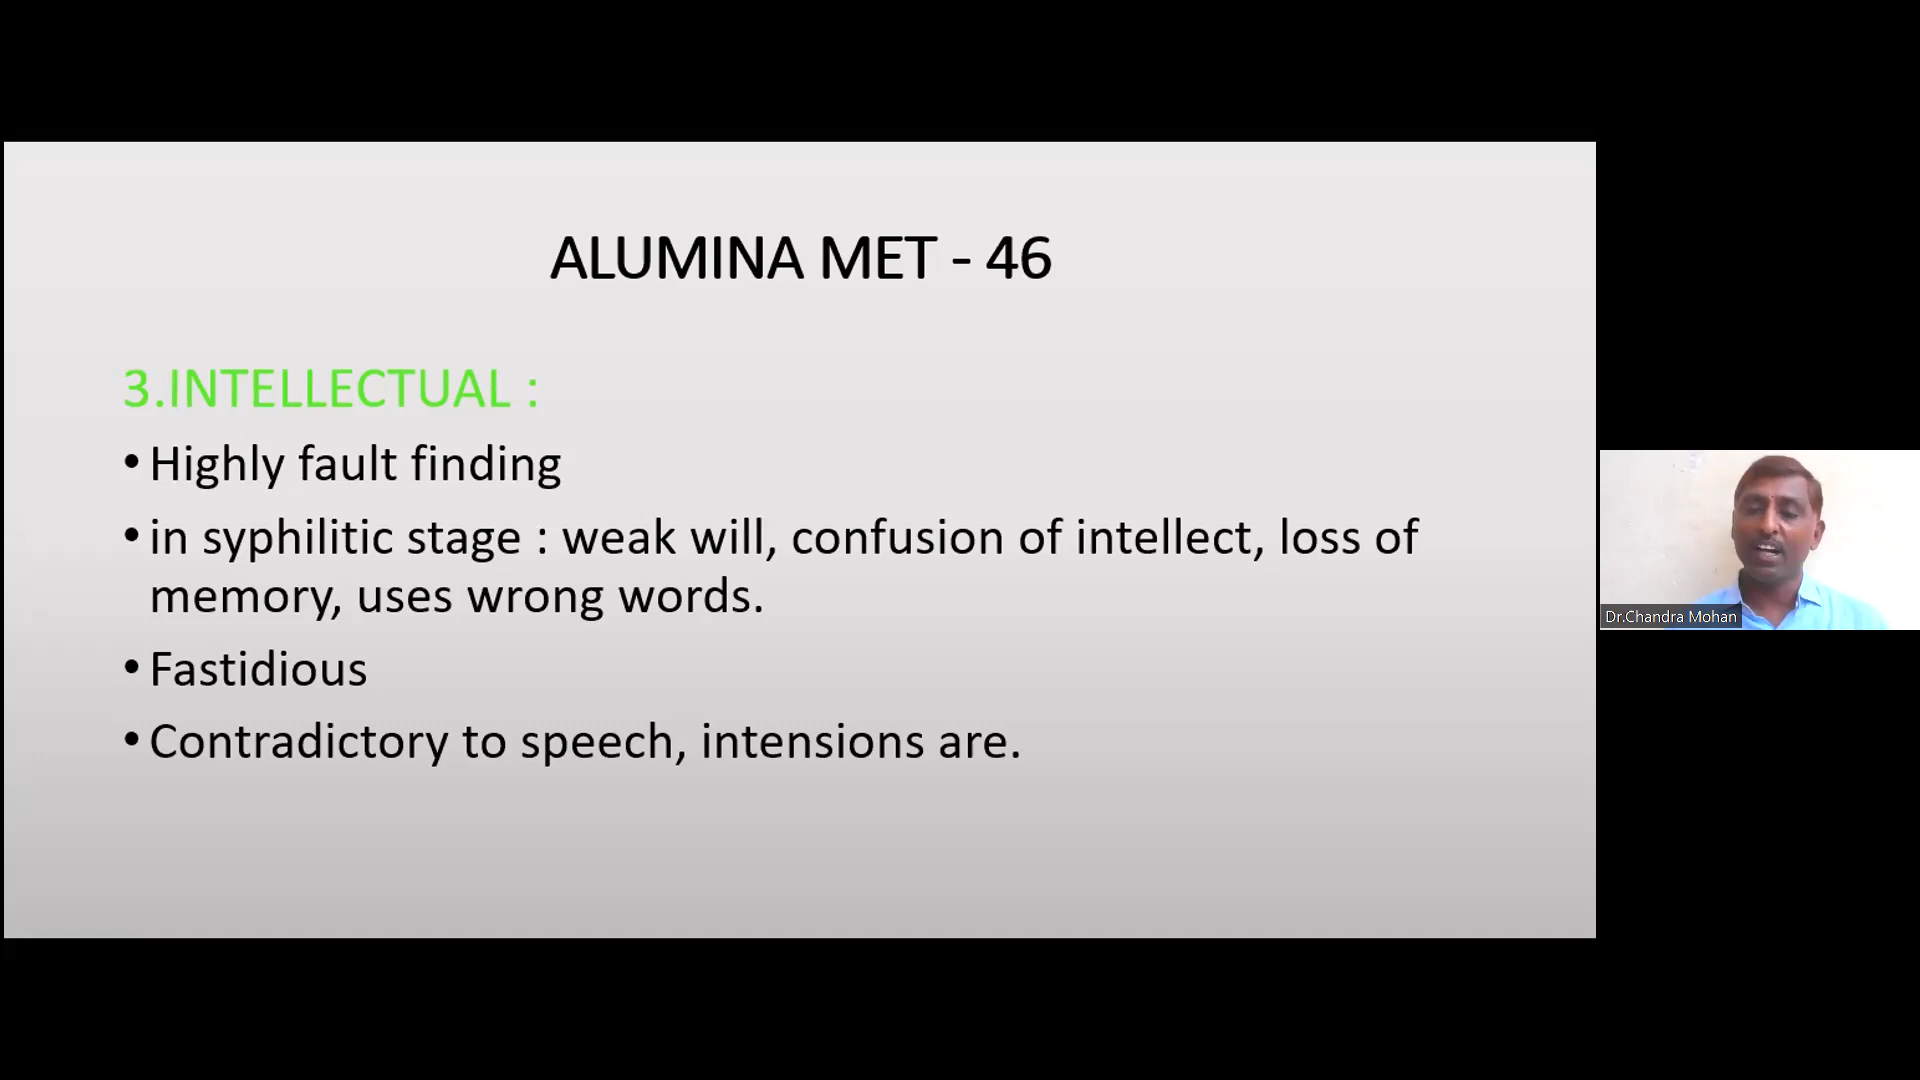 ALUMINA MET - 46
3.INTELLECTUAL :
• Highly fault finding
• in syphilitic stage : weak will, confusion of intellect, loss of
memory, uses wrong words.
• Fastidious
• Contradictory to speech, intensions are.
Dr.Chandra Mohan